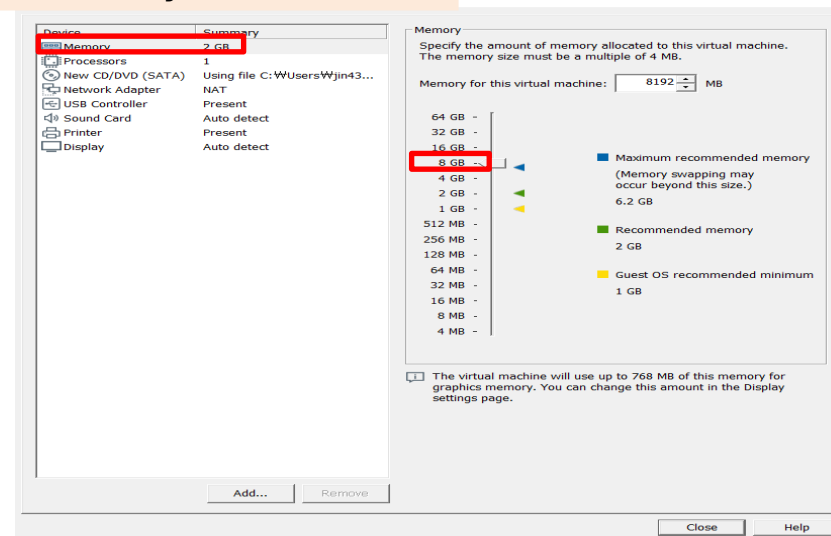 Device Summary
Memory 2 GB
Processors 1
New CD/DVD (SATA) Using file C:₩Users₩jin43...
Network Adapter NAT
USB Controller Present
Sound Card Auto detect
Printer Present
Display Auto detect
Add... Remove
Memory
Specify the amount of memory allocated to this virtual machine.
The memory size must be a multiple of 4 MB.
Memory for this virtual machine: 8192 MB
64 GB -
32 GB -
16 GB -
8 GB -
4 GB -
2 GB -
1 GB -
512 MB -
256 MB -
128 MB -
64 MB -
32 MB -
16 MB -
8 MB -
4 MB -
Maximum recommended memory
(Memory swapping may
occur beyond this size.)
6.2 GB
Recommended memory
2 GB
Guest OS recommended minimum
1 GB
The virtual machine will use up to 768 MB of this memory for
graphics memory. You can change this amount in the Display
settings page.
Close Help